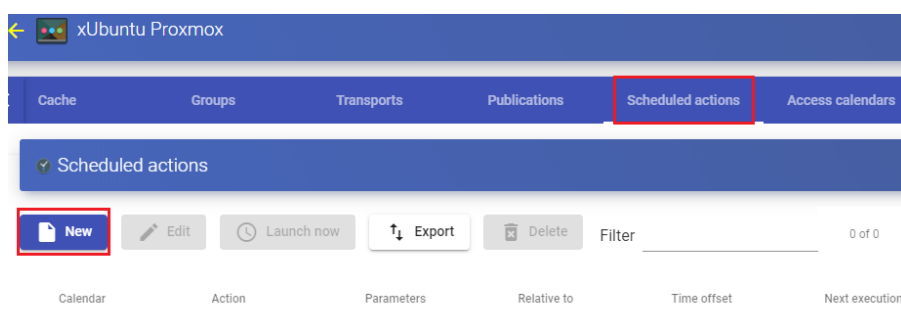 xUbuntu Proxmox
Cache Groups Transports Publications Scheduled actions Access calendars
Scheduled actions
New Edit Launch now Export Delete Filter 0 of 0
Calendar Action Parameters Relative to Time offset Next execution